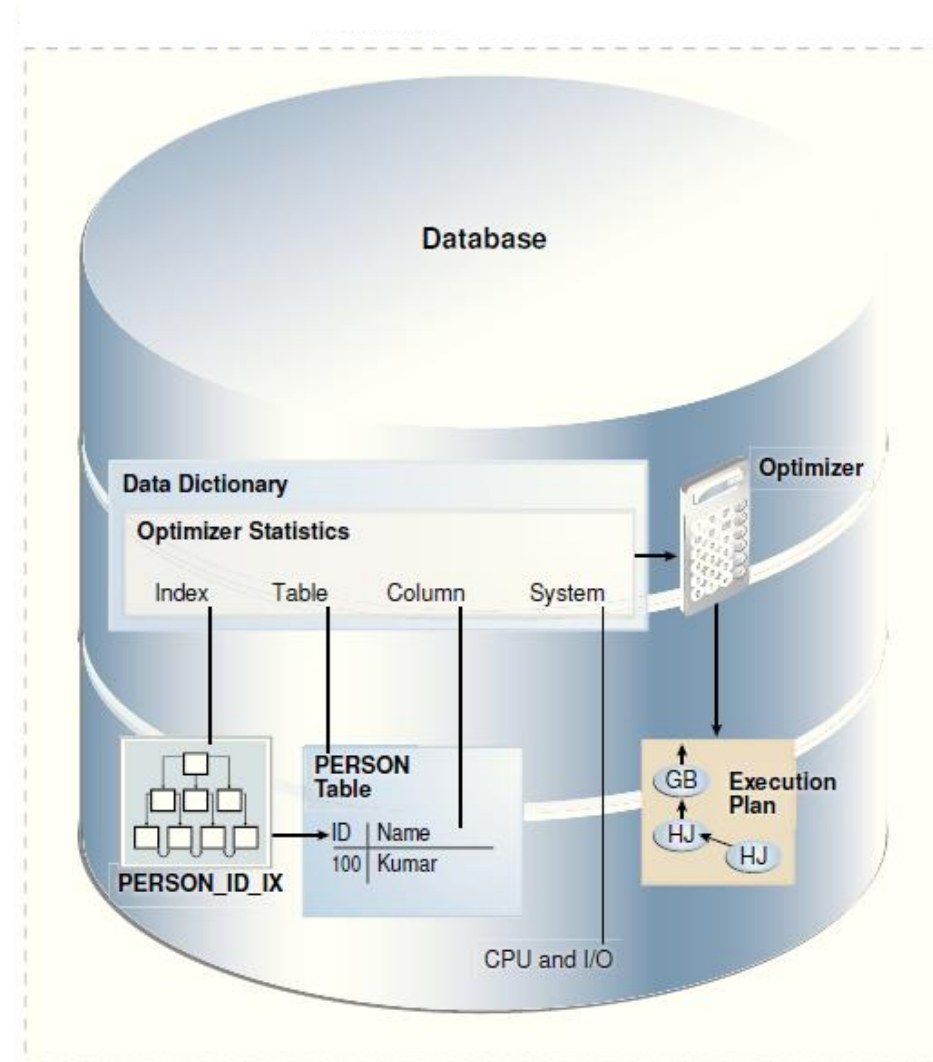 Database
Data Dictionary
Optimizer
Optimizer Statistics
Index Table Column System
PERSON
Table
ID Name
100 Kumar
PERSON_ID_IX
GB
HJ
HJ
Execution
Plan
CPU and I/O